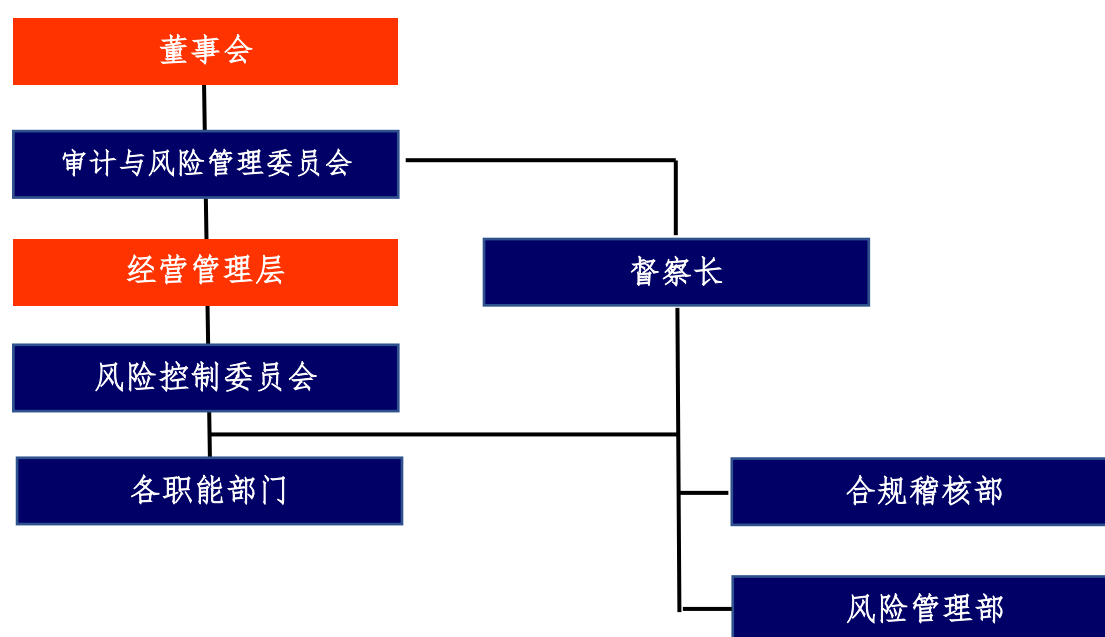 董事会
审计与风险管理委员会
经营管理层
督察长
风险控制委员会
各职能部门
合规稽核部
风险管理部